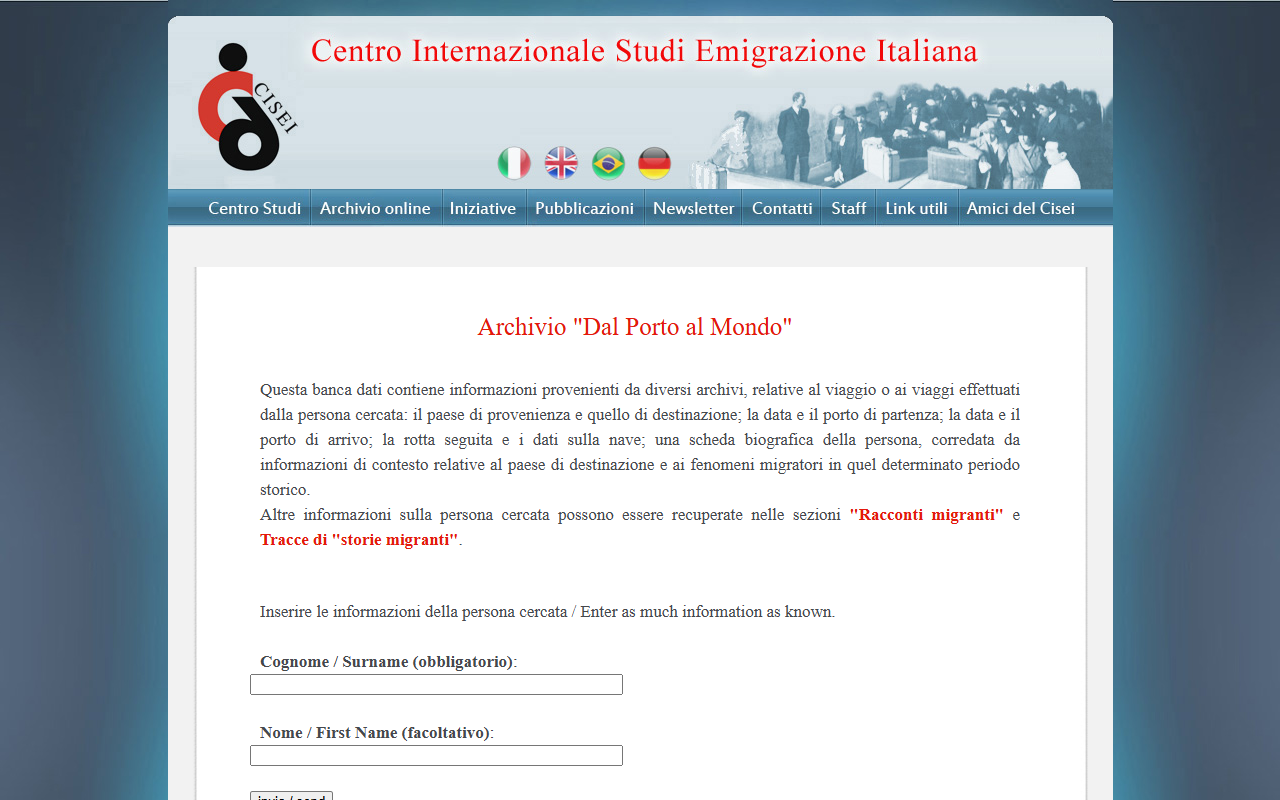 Centro Internazionale Studi Emigrazione Italiana
CISEI
Centro Studi
Archivio online
Iniziative
Pubblicazioni
Newsletter
Contatti
Staff
Link utili
Amici del Cisei
Archivio "Dal Porto al Mondo"
Questa banca dati contiene informazioni provenienti da diversi archivi, relative al viaggio o ai viaggi effettuati
dalla persona cercata: il paese di provenienza e quello di destinazione; la data e il porto di partenza; la data e il
porto di arrivo; la rotta seguita e i dati sulla nave; una scheda biografica della persona, corredata da
informazioni di contesto relative al paese di destinazione e ai fenomeni migratori in quel determinato periodo
storico.
Altre informazioni sulla persona cercata possono essere recuperate nelle sezioni "Racconti migranti" e
Tracce di "storie migranti".
Inserire le informazioni della persona cercata / Enter as much information as known.
Cognome / Surname (obbligatorio):
Nome / First Name (facoltativo):
invio / send